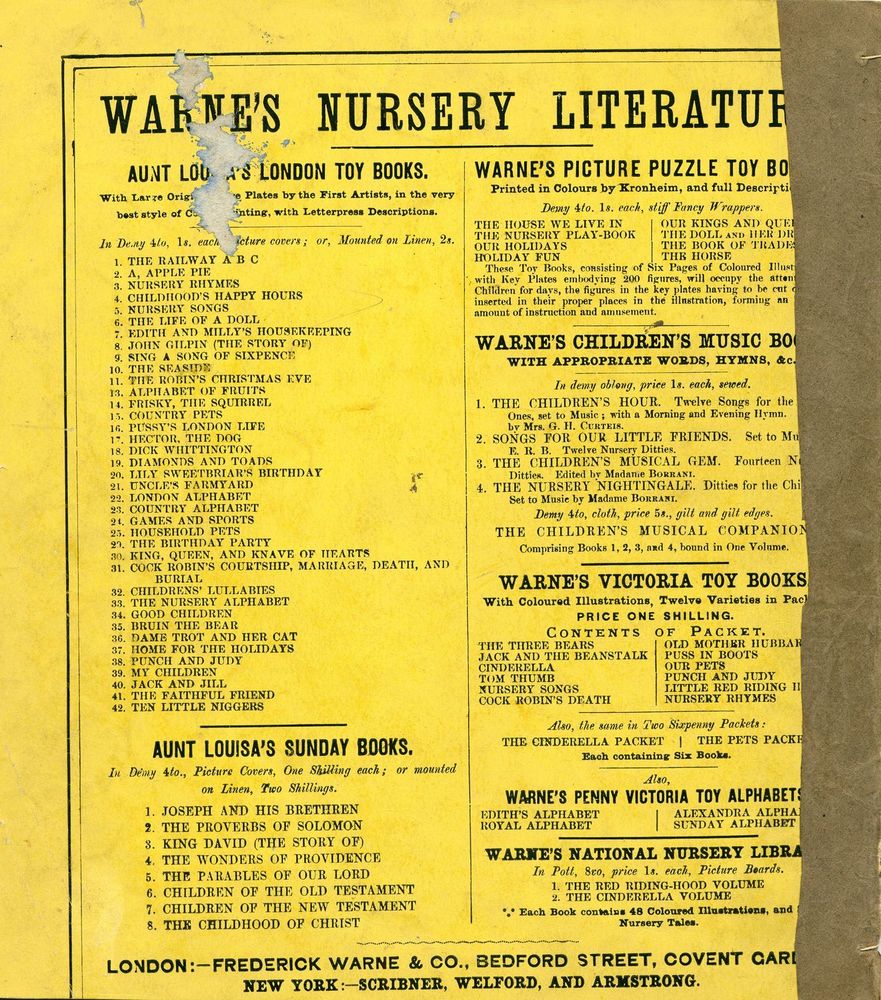 WARNE'S NURSERY LITERATUR
AUNT LOU A'S LONDON TOY BOOKS.
With Large Orig Plates by the First Artists, in the very
best style of C nting, with Letterpress Descriptions.
In Demy 4to, 1s. each icture covers; or, Mounted on Linen, 2s.
1. THE RAILWAY A B C
2. A, APPLE PIE
3. NURSERY RHYMES
4. CHILDHOOD'S HAPPY HOURS
5. NURSERY SONGS
6. THE LIFE OF A DOLL
7. EDITH AND MILLY'S HOUSEKEEPING
8. JOHN GILPIN (THE STORY OF)
9. SING A SONG OF SIXPENCE
10. THE SEASIDE
11. THE ROBIN'S CHRISTMAS EVE
13. ALPHABET OF FRUITS
14. FRISKY, THE SQUIRREL
15. COUNTRY PETS
16. PUSSY'S LONDON LIFE
17. HECTOR, THE DOG
18. DICK WHITTINGTON
19. DIAMONDS AND TOADS
20. LILY SWEETBRIAR'S BIRTHDAY
21. UNCLE'S FARMYARD
22. LONDON ALPHABET
23. COUNTRY ALPHABET
24. GAMES AND SPORTS
25. HOUSEHOLD PETS
29. THE BIRTHDAY PARTY
30. KING, QUEEN, AND KNAVE OF HEARTS
31. COCK ROBIN'S COURTSHIP, MARRIAGE, DEATH, AND
BURIAL
32. CHILDRENS' LULLABIES
33. THE NURSERY ALPHABET
34. GOOD CHILDREN
35. BRUIN THE BEAR
36. DAME TROT AND HER CAT
37. HOME FOR THE HOLIDAYS
38. PUNCH AND JUDY
39. MY CHILDREN
40. JACK AND JILL
41. THE FAITHFUL FRIEND
42. TEN LITTLE NIGGERS
AUNT LOUISA'S SUNDAY BOOKS.
In Demy 4to., Picture Covers, One Shilling each; or mounted
on Linen, Two Shillings.
1. JOSEPH AND HIS BRETHREN
2. THE PROVERBS OF SOLOMON
3. KING DAVID (THE STORY OF)
4. THE WONDERS OF PROVIDENCE
5. THE PARABLES OF OUR LORD
6. CHILDREN OF THE OLD TESTAMENT
7. CHILDREN OF THE NEW TESTAMENT
8. THE CHILDHOOD OF CHRIST
WARNE'S PICTURE PUZZLE TOY BO
Printed in Colours by Kronheim, and full Descripti
Demy 4to. 1s. each, stiff Fancy Wrappers.
THE HOUSE WE LIVE IN | OUR KINGS AND QUEE
THE NURSERY PLAY-BOOK | THE DOLL AND HER DR
OUR HOLIDAYS | THE BOOK OF TRADES
HOLIDAY FUN | THE HORSE
These Toy Books, consisting of Six Pages of Coloured Illust
with Key Plates embodying 200 figures, will occupy the atten
Children for days, the figures in the key plates having to be cut
inserted in their proper places in the illustration, forming an
amount of instruction and amusement.
WARNE'S CHILDREN'S MUSIC BO
WITH APPROPRIATE WORDS, HYMNS, &c.
In demy oblong, price 1s. each, sewed.
1. THE CHILDREN'S HOUR. Twelve Songs for the
Ones, set to Music; with a Morning and Evening Hymn.
by Mrs. G. H. CURTEIS.
2. SONGS FOR OUR LITTLE FRIENDS. Set to Mu
E. R. B. Twelve Nursery Ditties.
3. THE CHILDREN'S MUSICAL GEM. Fourteen N
Ditties. Edited by Madame BORRANI.
4. THE NURSERY NIGHTINGALE. Ditties for the Chi
Set to Music by Madame BORRANI.
Demy 4to, cloth, price 5s., gilt and gilt edges.
THE CHILDREN'S MUSICAL COMPANION
Comprising Books 1, 2, 3, and 4, bound in One Volume.
WARNE'S VICTORIA TOY BOOKS
With Coloured Illustrations, Twelve Varieties in Pac
PRICE ONE SHILLING.
CONTENTS OF PACKET.
THE THREE BEARS | OLD MOTHER HUBBAR
JACK AND THE BEANSTALK | PUSS IN BOOTS
CINDERELLA | OUR PETS
TOM THUMB | PUNCH AND JUDY
NURSERY SONGS | LITTLE RED RIDING H
COCK ROBIN'S DEATH | NURSERY RHYMES
Also, the same in Two Sixpenny Packets:
THE CINDERELLA PACKET | THE PETS PACKE
Each containing Six Books.
Also,
WARNE'S PENNY VICTORIA TOY ALPHABETS
EDITH'S ALPHABET | ALEXANDRA ALPHA
ROYAL ALPHABET | SUNDAY ALPHABET
WARNE'S NATIONAL NURSERY LIBRA
In Pott, 8vo, price 1s. each, Picture Boards.
1. THE RED RIDING-HOOD VOLUME
2. THE CINDERELLA VOLUME
*** Each Book contains 48 Coloured Illustrations, and
Nursery Tales.
LONDON:—FREDERICK WARNE & CO., BEDFORD STREET, COVENT GAR
NEW YORK:—SCRIBNER, WELFORD, AND ARMSTRONG.